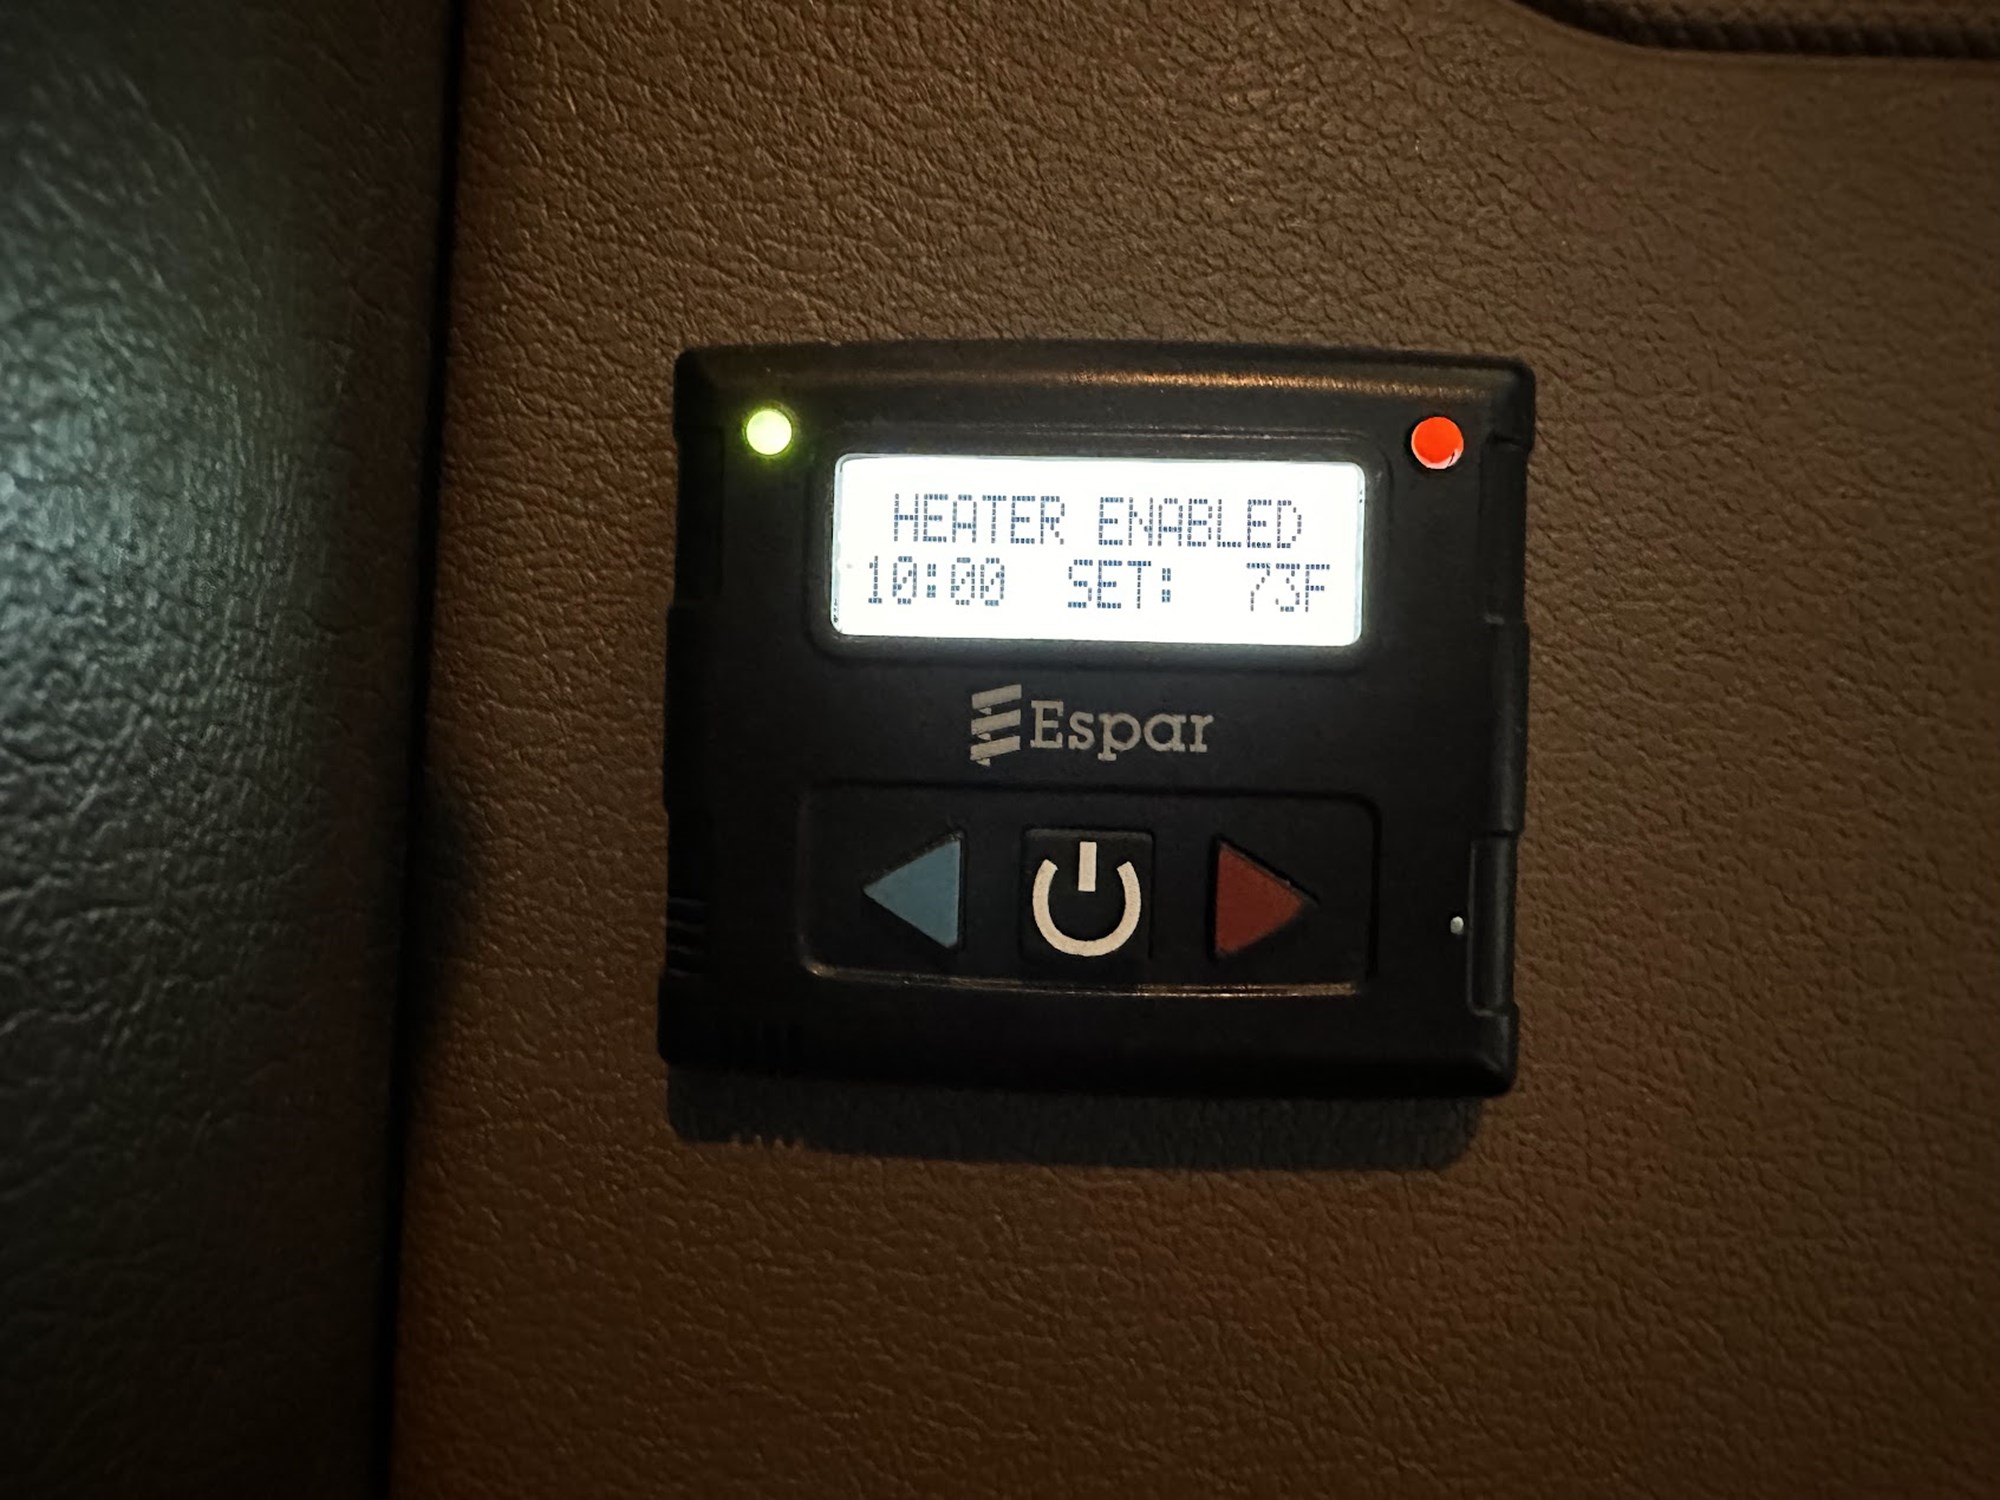 HEATER ENABLED
10:00 SET: 73F
Espar